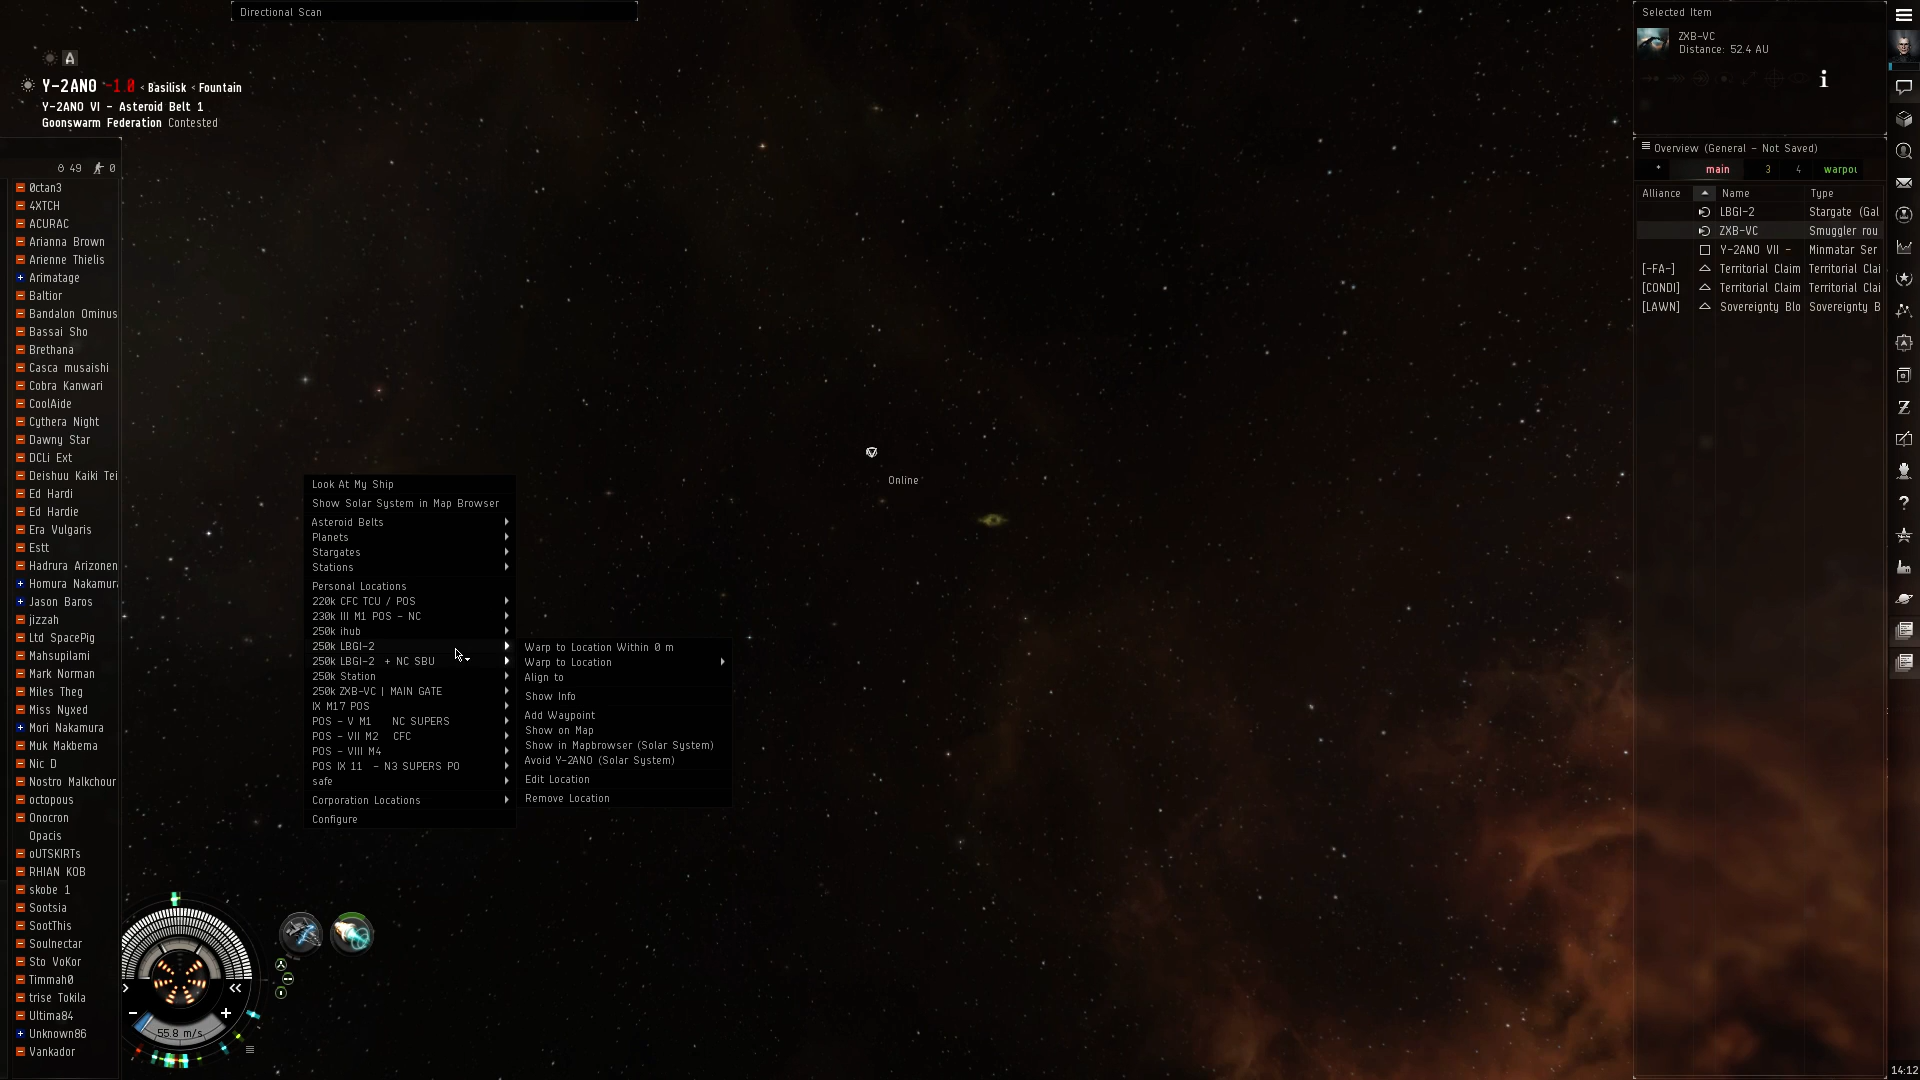 Directional Scan
A
Y-2ANO -1.0 < Basilisk < Fountain
Y-2ANO VI - Asteroid Belt 1
Goonswarm Federation Contested
49 0
0ctan3
4XTCH
ACURAC
Arianna Brown
Arienne Thielis
Arimatage
Baltior
Bandalon Ominus
Bassai Sho
Brethana
Casca musaishi
Cobra Kanwari
CoolAide
Cythera Night
Dawny Star
DCLi Ext
Deishuu Kaiki Tei
Ed Hardi
Ed Hardie
Era Vulgaris
Estt
Hadrura Arizonen
Homura Nakamura
Jason Baros
jizzah
Ltd SpacePig
Mahsupilami
Mark Norman
Miles Theg
Miss Nyxed
Mori Nakamura
Muk Makbema
Nic D
Nostro Malkchour
octopous
Onocron
Opacis
oUTSKIRTs
RHIAN KOB
skobe 1
Sootsia
SootThis
Soulnectar
Sto VoKor
Timmah0
trise Tokila
Ultima84
Unknown86
Vankador
Look At My Ship
Show Solar System in Map Browser
Asteroid Belts
Planets
Stargates
Stations
Personal Locations
220k CFC TCU / POS
230k III M1 POS - NC
250k ihub
250k LBGI-2
250k LBGI-2 + NC SBU
250k Station
250k ZXB-VC | MAIN GATE
IX M17 POS
POS - V M1 NC SUPERS
POS - VII M2 CFC
POS - VIII M4
POS IX 11 - N3 SUPERS PO
safe
Corporation Locations
Configure
Warp to Location Within 0 m
Warp to Location
Align to
Show Info
Add Waypoint
Show on Map
Show in Mapbrowser (Solar System)
Avoid Y-2ANO (Solar System)
Edit Location
Remove Location
Online
55.8 m/s
Selected Item
ZXB-VC
Distance: 52.4 AU
Overview (General - Not Saved)
* main 3 4 warpou
Alliance Name Type
LBGI-2 Stargate (Gal
ZXB-VC Smuggler rou
Y-2ANO VII - Minmatar Ser
[-FA-] Territorial Claim Territorial Clai
[CONDI] Territorial Claim Territorial Clai
[LAWN] Sovereignty Blo Sovereignty B
14:12